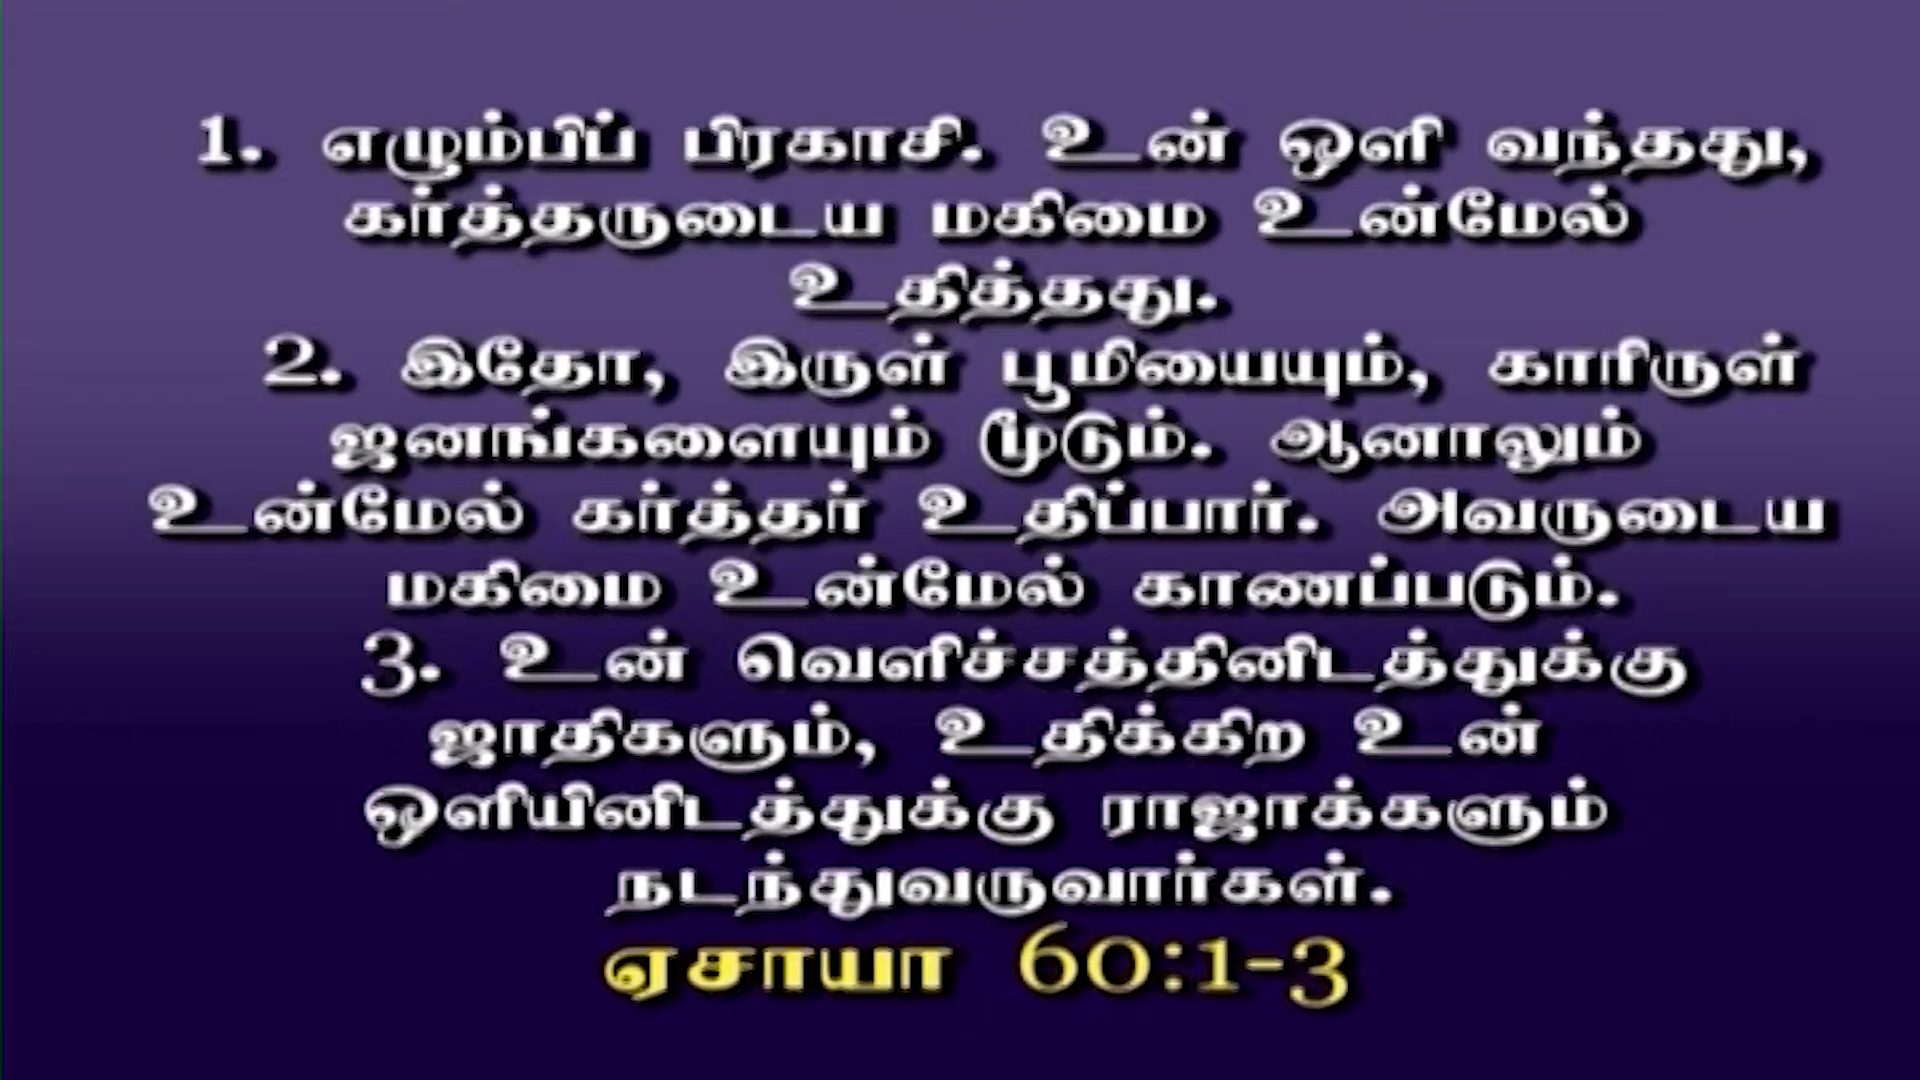 1. எழும்பிப் பிரகாசி. உன் ஒளி வந்தது,
கர்த்தருடைய மகிமை உன்மேல்
உதித்தது.
2. இதோ, இருள் பூமியையும், காரிருள்
ஜனங்களையும் மூடும். ஆனாலும்
உன்மேல் கர்த்தர் உதிப்பார். அவருடைய
மகிமை உன்மேல் காணப்படும்.
3. உன் வெளிச்சத்தினிடத்துக்கு
ஜாதிகளும், உதிக்கிற உன்
ஒளியினிடத்துக்கு ராஜாக்களும்
நடந்துவருவார்கள்.
ஏசாயா 60:1-3